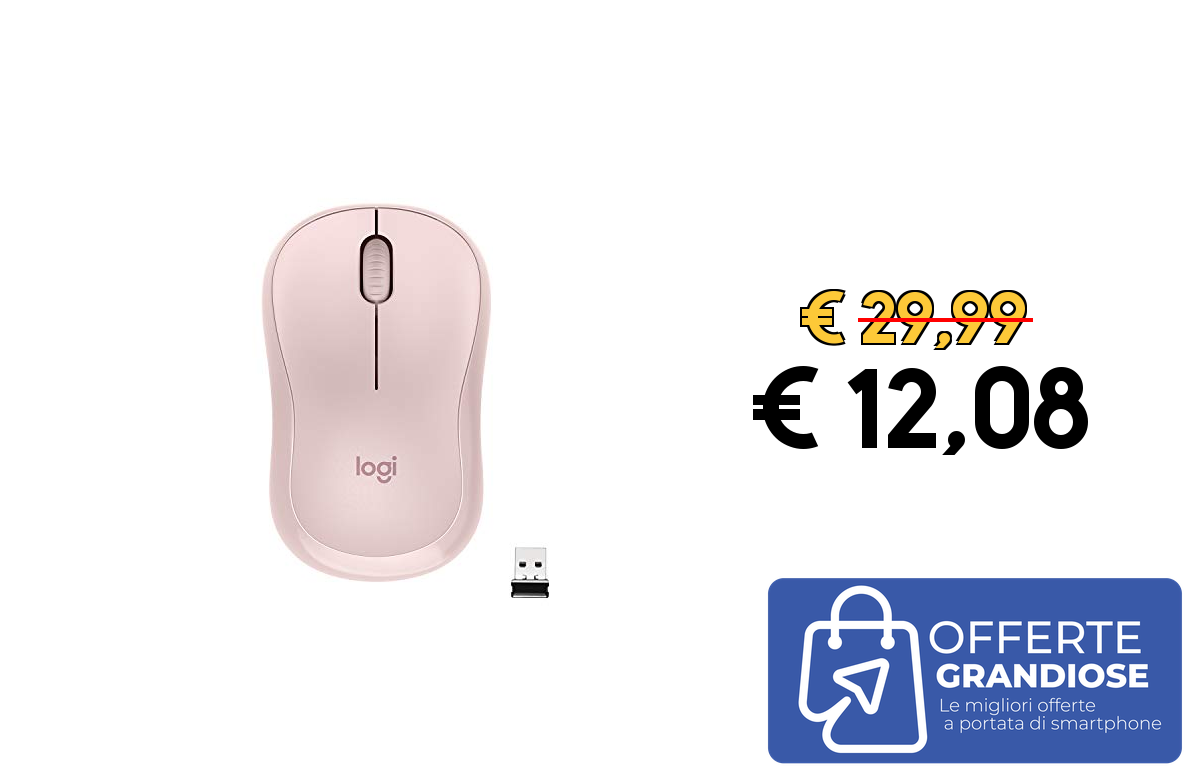 logi
€ 29,99
€ 12,08
OFFERTE
GRANDIOSE
Le migliori offerte
a portata di smartphone